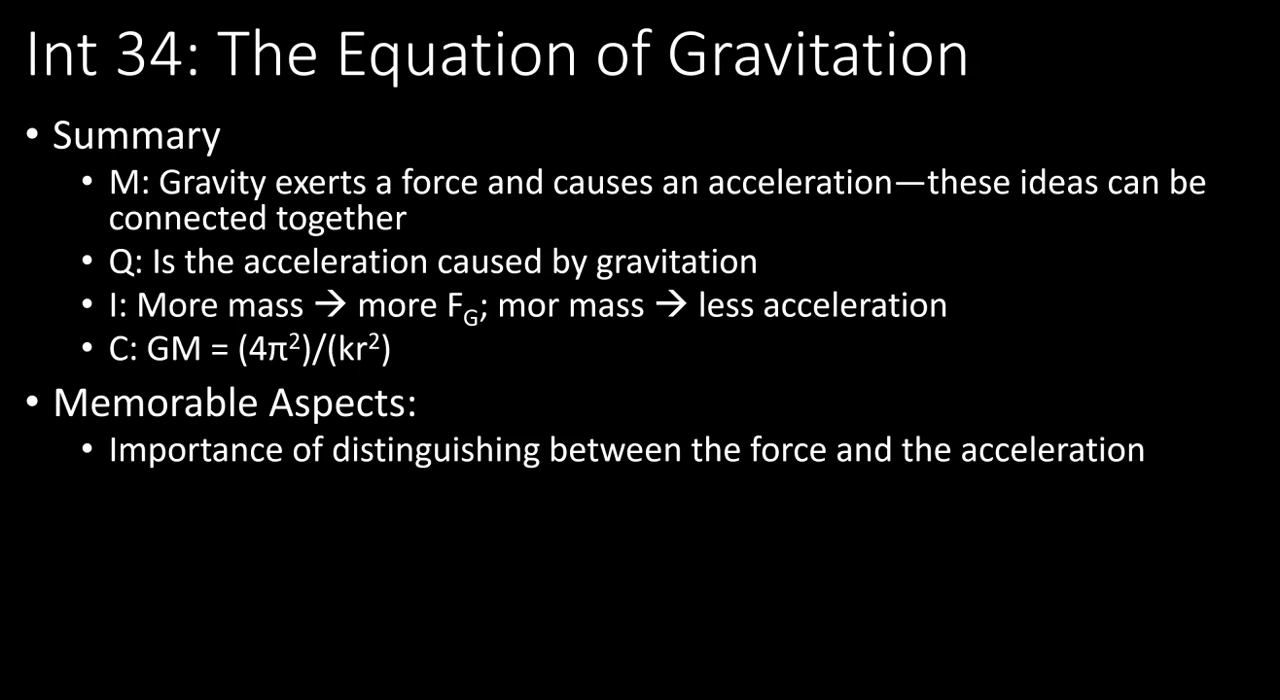 Int 34: The Equation of Gravitation
• Summary
• M: Gravity exerts a force and causes an acceleration—these ideas can be
connected together
• Q: Is the acceleration caused by gravitation
• I: More mass → more F_G; mor mass → less acceleration
• C: GM = (4π²)/(kr²)
• Memorable Aspects:
• Importance of distinguishing between the force and the acceleration